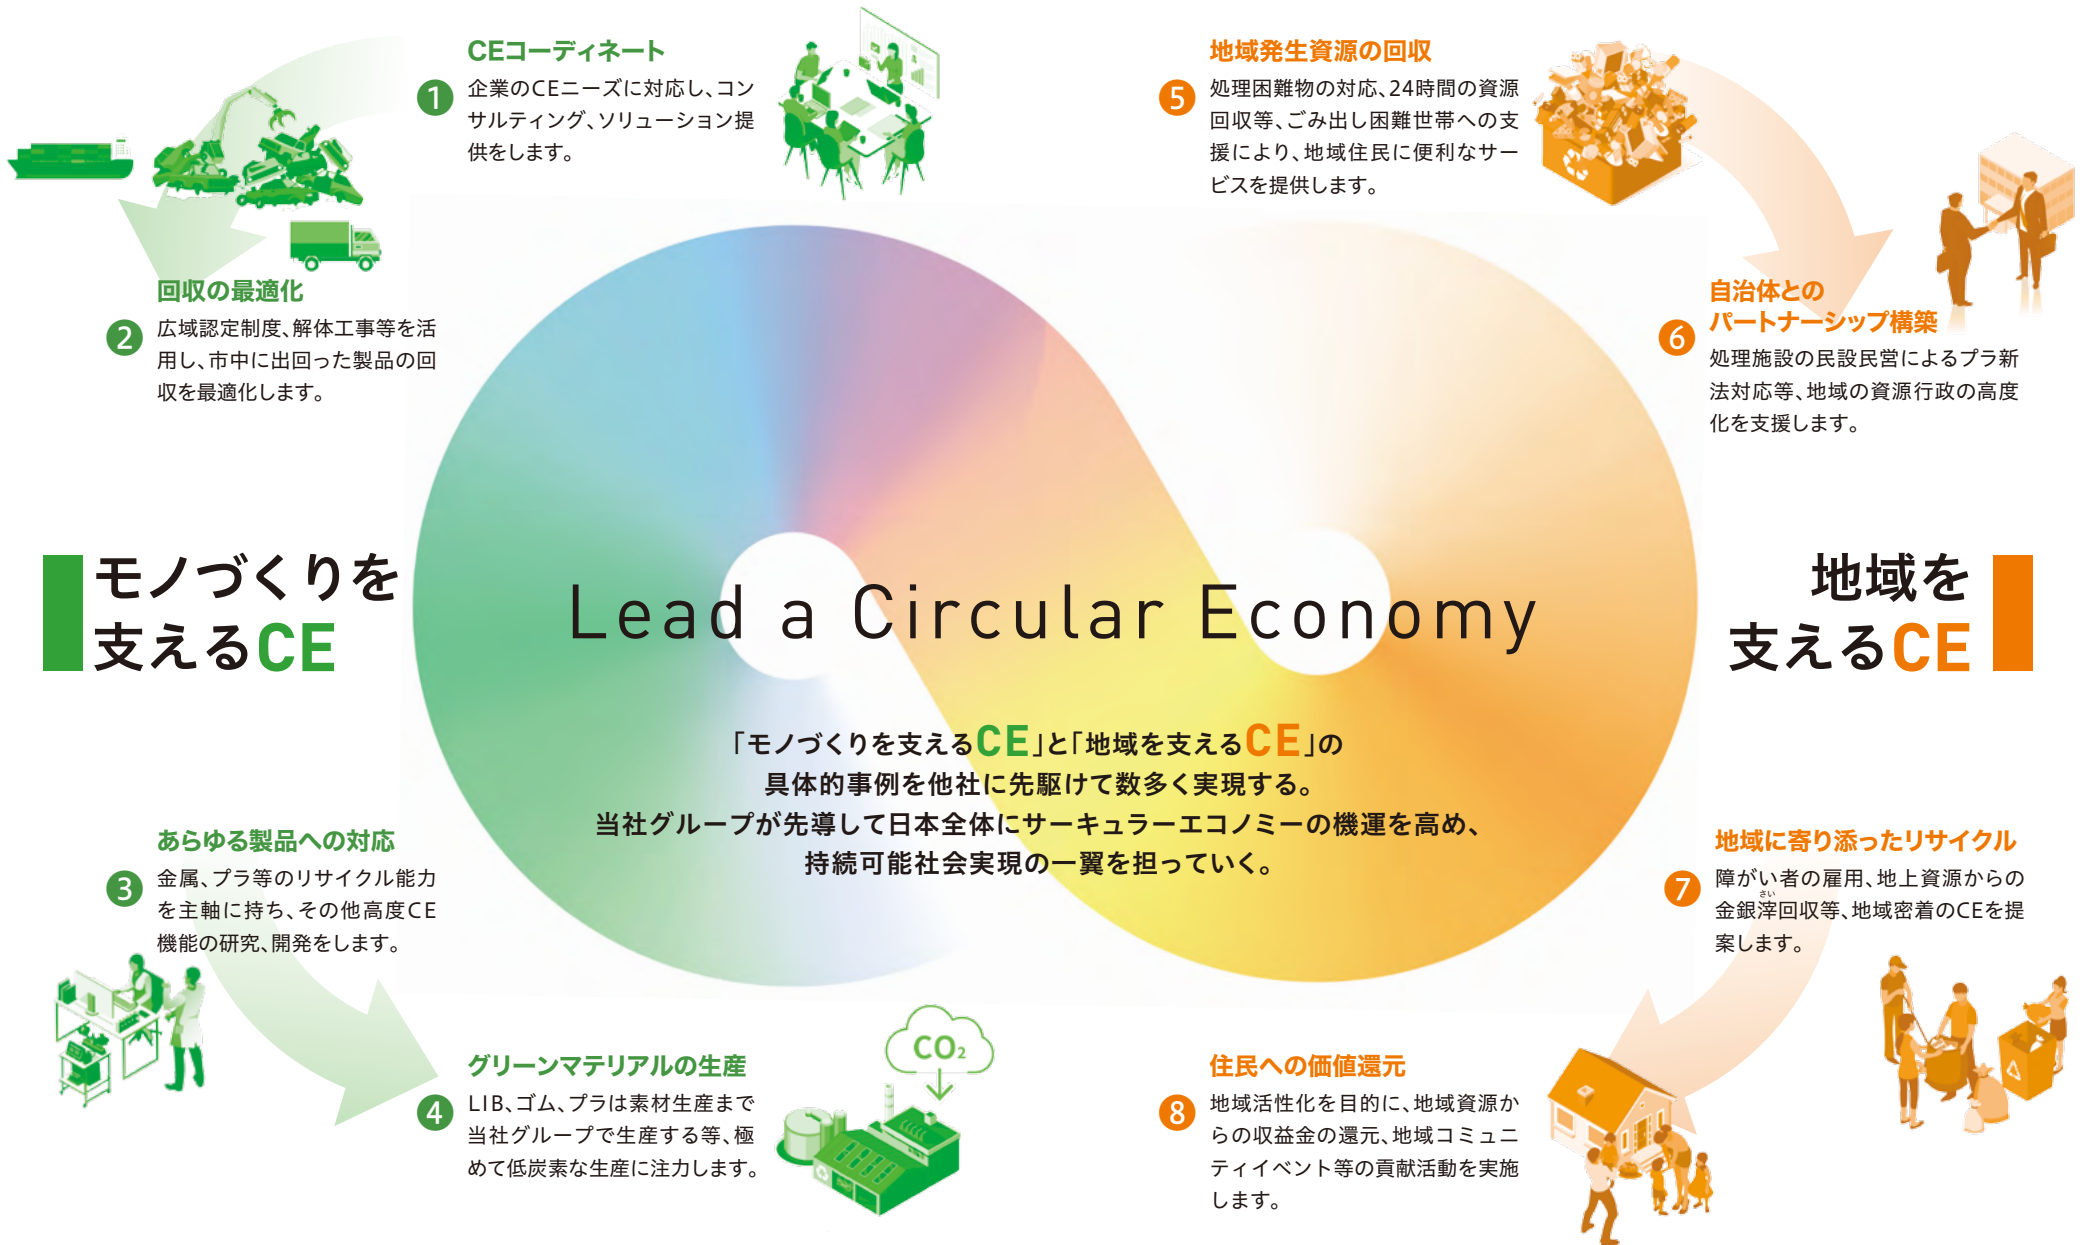 CEコーディネート
1
企業のCEニーズに対応し、コン
サルティング、ソリューション提
供をします。
回収の最適化
2
広域認定制度、解体工事等を活
用し、市中に出回った製品の回
収を最適化します。
モノづくりを
支えるCE
あらゆる製品への対応
3
金属、プラ等のリサイクル能力
を主軸に持ち、その他高度CE
機能の研究、開発をします。
グリーンマテリアルの生産
4
LIB、ゴム、プラは素材生産まで
当社グループで生産する等、極
めて低炭素な生産に注力します。
CO₂
Lead a Circular Economy
「モノづくりを支えるCE」と「地域を支えるCE」の
具体的事例を他社に先駆けて数多く実現する。
当社グループが先導して日本全体にサーキュラーエコノミーの機運を高め、
持続可能社会実現の一翼を担っていく。
地域発生資源の回収
5
処理困難物の対応、24時間の資源
回収等、ごみ出し困難世帯への支
援により、地域住民に便利なサー
ビスを提供します。
自治体との
パートナーシップ構築
6
処理施設の民設民営によるプラ新
法対応等、地域の資源行政の高度
化を支援します。
地域を
支えるCE
地域に寄り添ったリサイクル
7
障がい者の雇用、地上資源からの
さい
金銀滓回収等、地域密着のCEを提
案します。
住民への価値還元
8
地域活性化を目的に、地域資源か
らの収益金の還元、地域コミュニ
ティイベント等の貢献活動を実施
します。